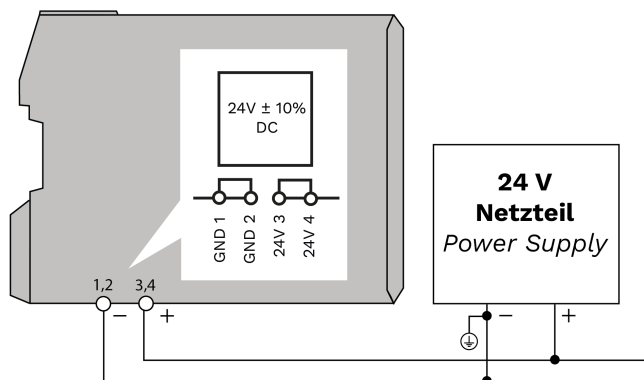 24V ± 10%
DC
GND 1
GND 2
24V 3
24V 4
1,2
3,4
− +
24 V
Netzteil
Power Supply
− +